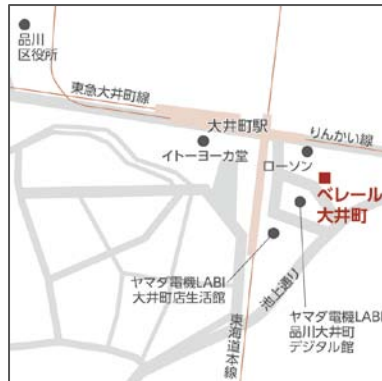 品川
区役所
東急大井町線
大井町駅
りんかい線
イトーヨーカ堂
ローソン
ベレール
大井町
ヤマダ電機LABI
大井町店生活館
池上通り
東海道本線
ヤマダ電機LABI
品川大井町
デジタル館